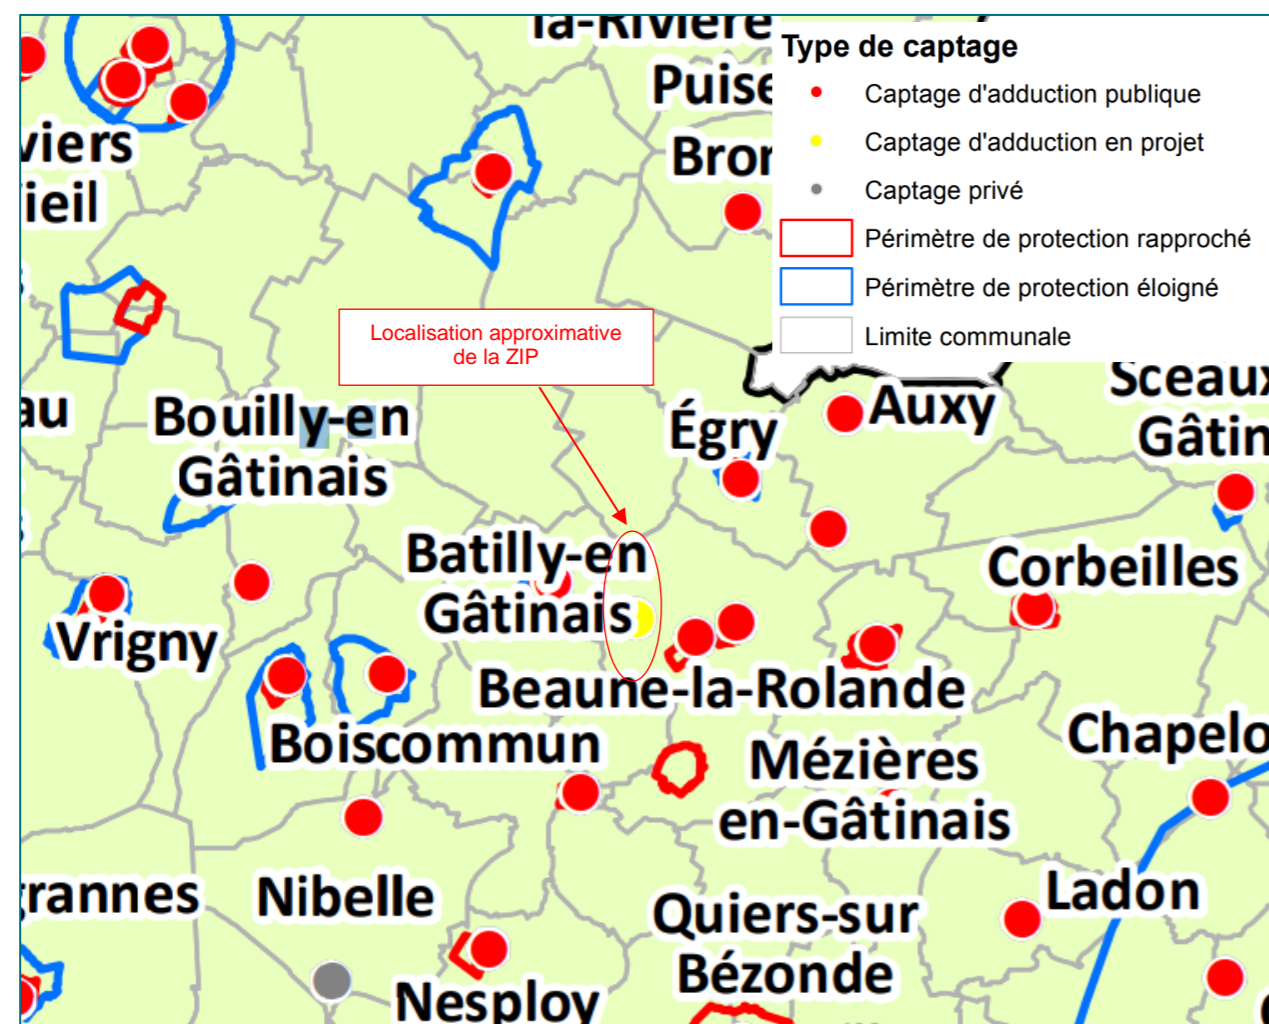 la-Rivière
Puise
Bror
viers
ieil
Type de captage
Captage d'adduction publique
Captage d'adduction en projet
Captage privé
Périmètre de protection rapproché
Périmètre de protection éloigné
Limite communale
Localisation approximative
de la ZIP
au
Bouilly-en
Gâtinais
Égry
Auxy
Sceaux
Gâtin
Batilly-en
Gâtinais
Corbeilles
Vrigny
Beaune-la-Rolande
Boiscommun
Mézières
en-Gâtinais
Chapelo
Nibelle
rannes
Quiers-sur
Bézonde
Ladon
Nesploy